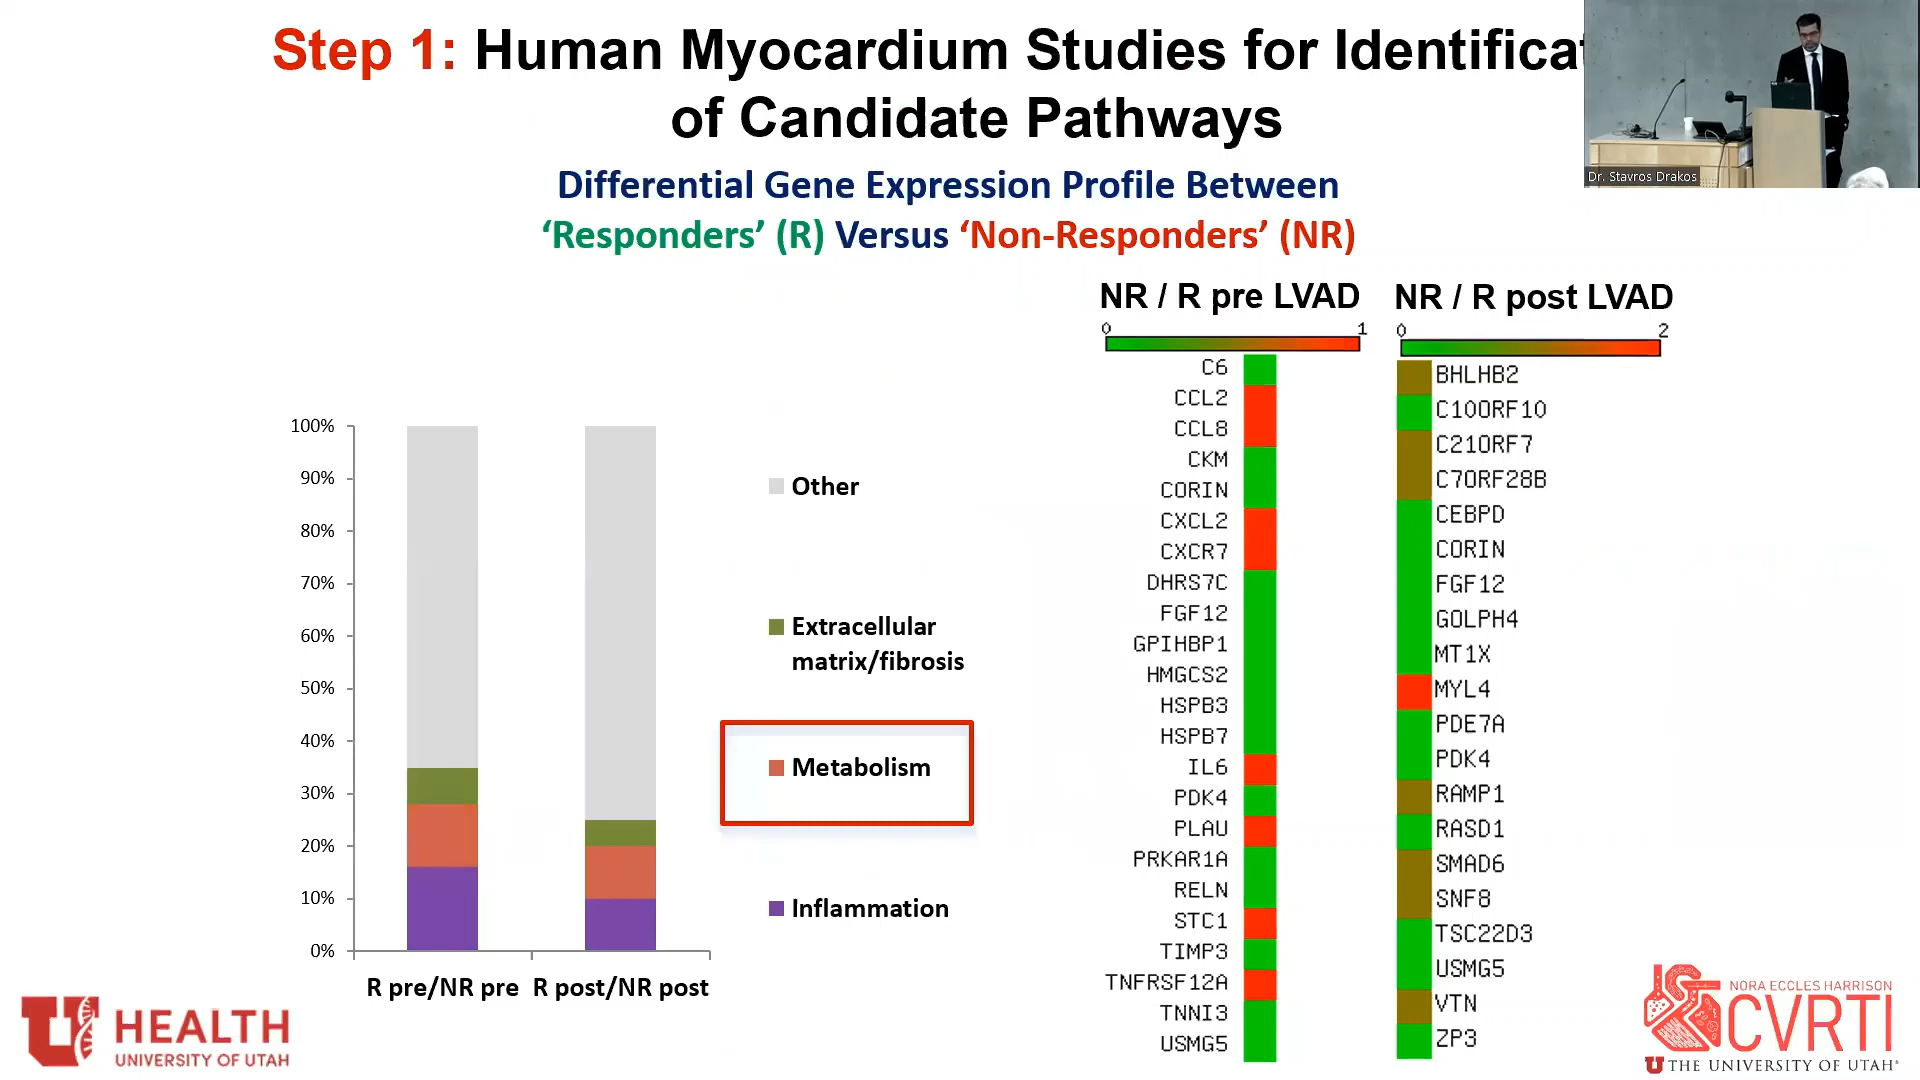 Step 1: Human Myocardium Studies for Identificat
of Candidate Pathways
Differential Gene Expression Profile Between
‘Responders’ (R) Versus ‘Non-Responders’ (NR)
Dr. Stavros Drakos
100%
90%
80%
70%
60%
50%
40%
30%
20%
10%
0%
R pre/NR pre R post/NR post
Other
Extracellular
matrix/fibrosis
Metabolism
Inflammation
NR / R pre LVAD
0 1
C6
CCL2
CCL8
CKM
CORIN
CXCL2
CXCR7
DHRS7C
FGF12
GPIHBP1
HMGCS2
HSPB3
HSPB7
IL6
PDK4
PLAU
PRKAR1A
RELN
STC1
TIMP3
TNFRSF12A
TNNI3
USMG5
NR / R post LVAD
0 2
BHLHB2
C10ORF10
C21ORF7
C7ORF28B
CEBPD
CORIN
FGF12
GOLPH4
MT1X
MYL4
PDE7A
PDK4
RAMP1
RASD1
SMAD6
SNF8
TSC22D3
USMG5
VTN
ZP3
U HEALTH
UNIVERSITY OF UTAH
NORA ECCLES HARRISON
CVRTI
U THE UNIVERSITY OF UTAH®